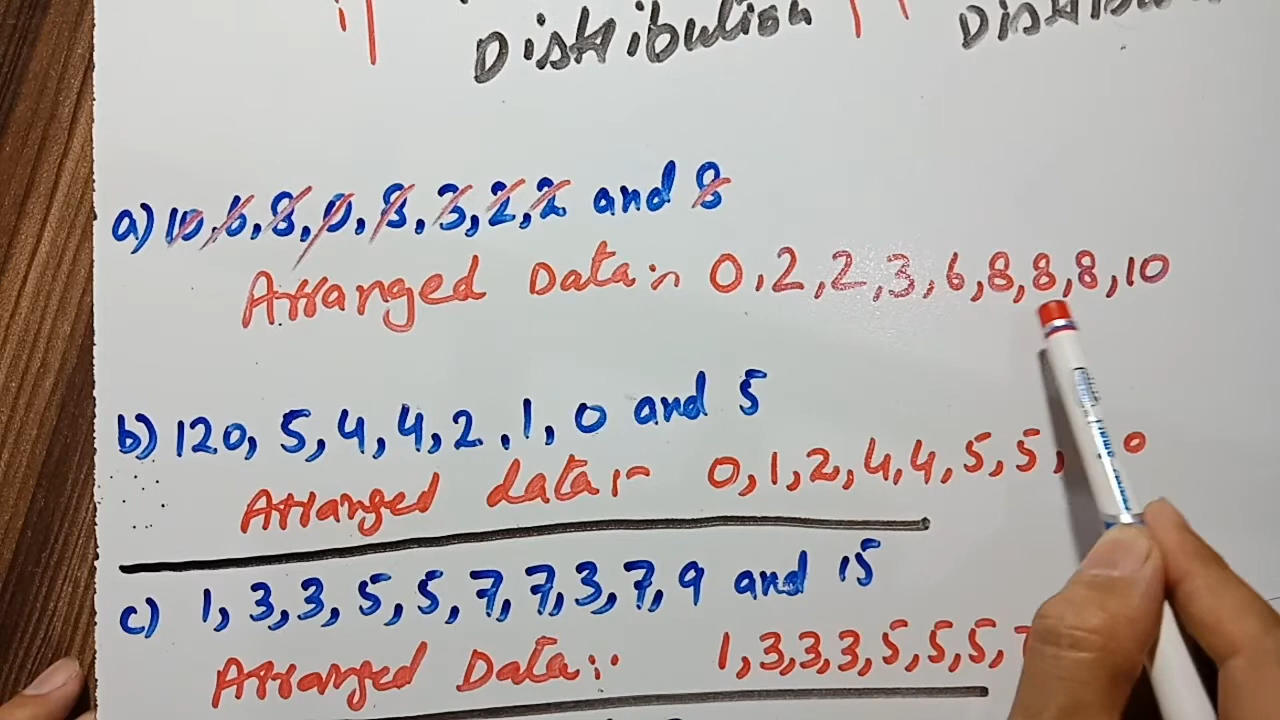 Distribution
a) 10, 6, 8, 0, 8, 3, 2, 2 and 8
Arranged Data:- 0, 2, 2, 3, 6, 8, 8, 8, 10
b) 120, 5, 4, 4, 2, 1, 0 and 5
Arranged data:- 0, 1, 2, 4, 4, 5, 5, 0
c) 1, 3, 3, 5, 5, 7, 7, 3, 7, 9 and 15
Arranged Data:- 1, 3, 3, 3, 5, 5, 5,